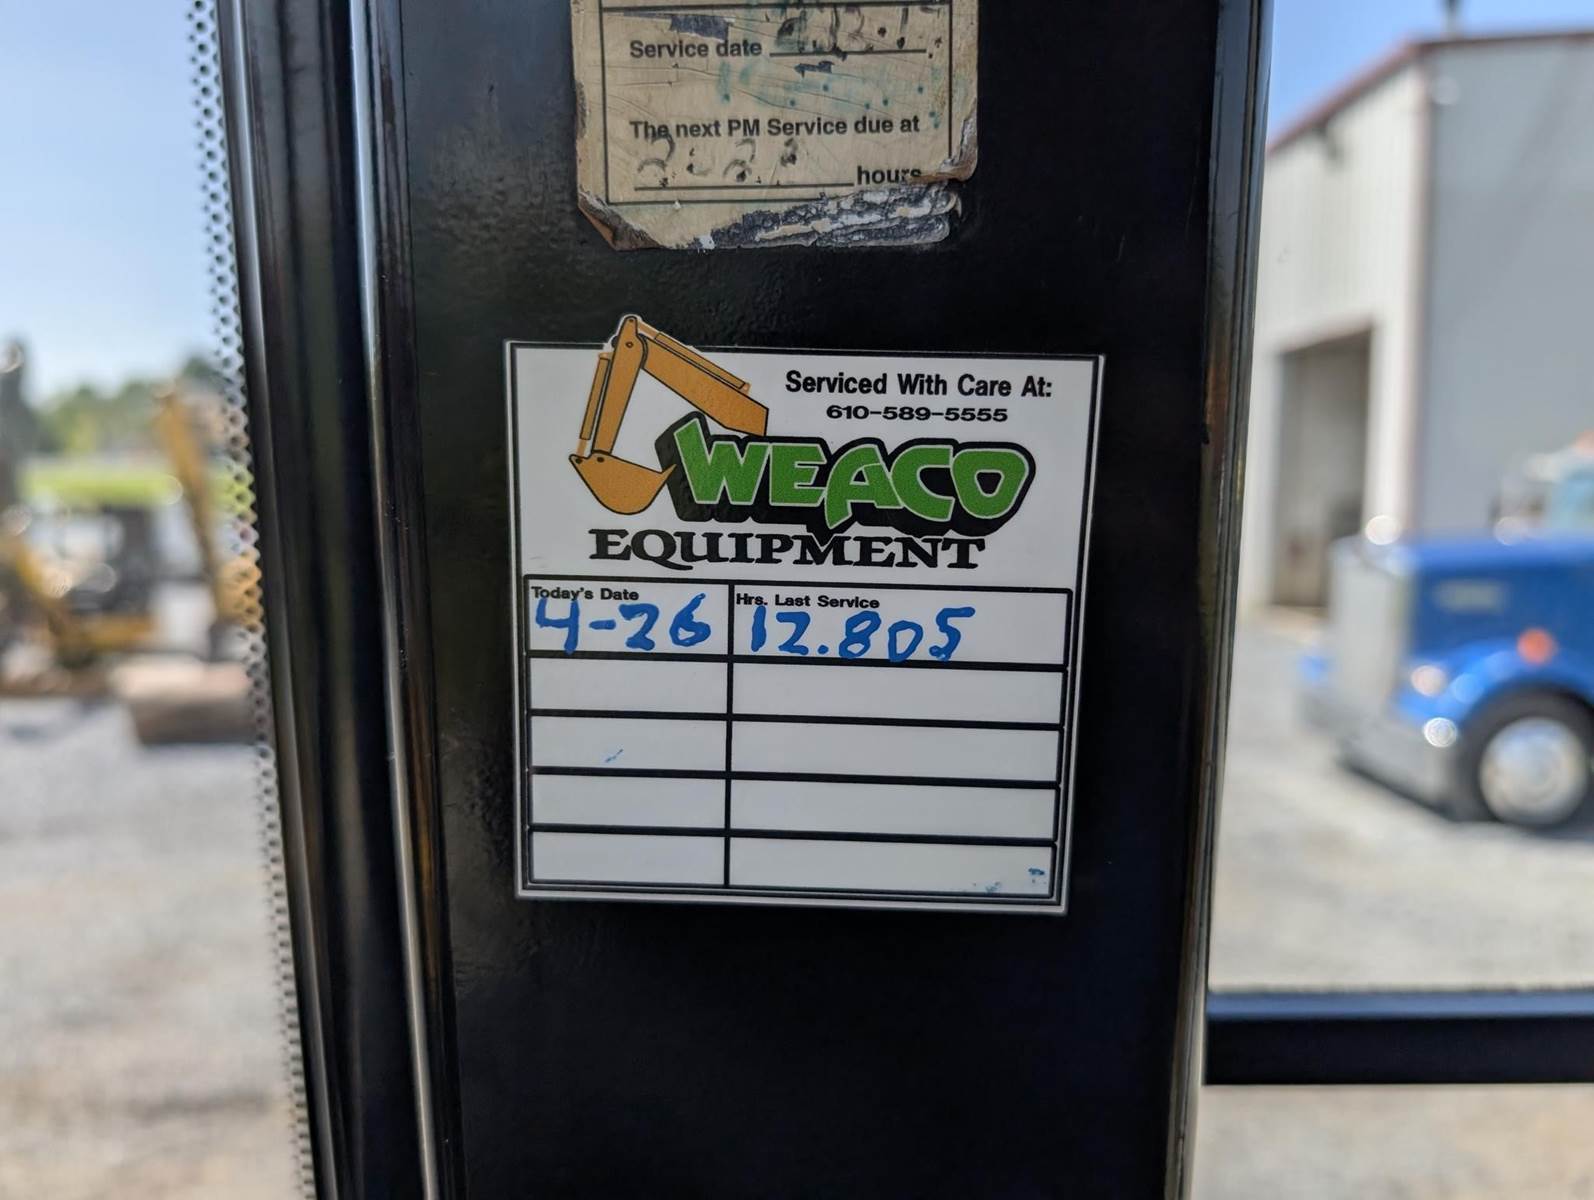 Service date
The next PM Service due at
hours
Serviced With Care At:
610-589-5555
WEACO
EQUIPMENT
Today's Date Hrs. Last Service
4-26 12.805